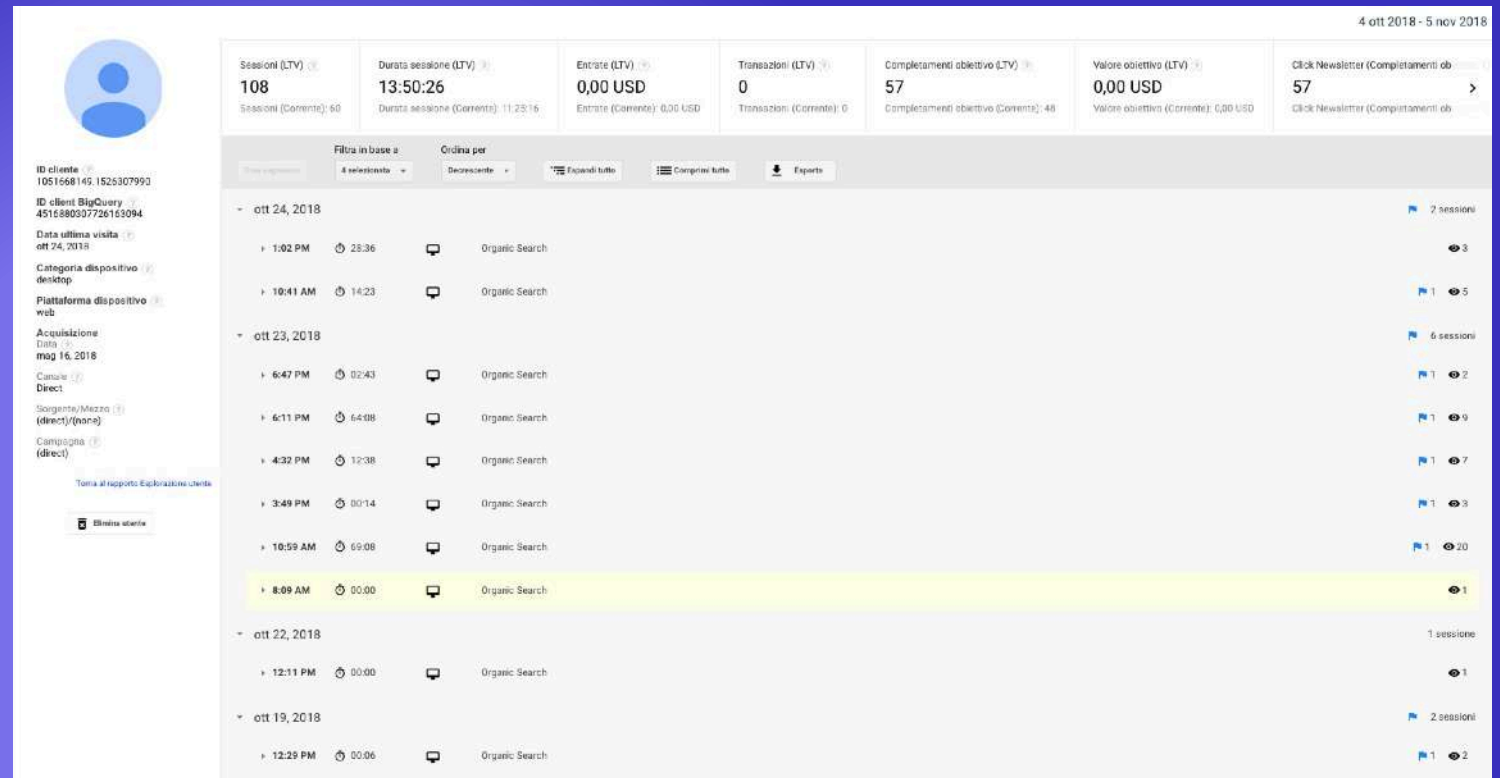 4 ott 2018 - 5 nov 2018
Sessioni (LTV)
108
Sessioni (Corrente): 60
Durata sessione (LTV)
13:50:26
Durata sessione (Corrente): 11:23:16
Entrate (LTV)
0,00 USD
Entrate (Corrente): 0,00 USD
Transazioni (LTV)
0
Transazioni (Corrente): 0
Completamenti obiettivo (LTV)
57
Completamenti obiettivo (Corrente): 48
Valore obiettivo (LTV)
0,00 USD
Valore obiettivo (Corrente): 0,00 USD
Click Newsletter (Completamenti ob
57
Click Newsletter (Completamenti ob
ID cliente
1051668149.1526307990
ID client BigQuery
4516880307726163094
Data ultima visita
ott 24, 2018
Categoria dispositivo
desktop
Piattaforma dispositivo
web
Acquisizione
Data
mag 16, 2018
Canale
Direct
Sorgente/Mezzo
(direct)/(none)
Campagna
(direct)
Torna al rapporto Esplorazione utente
Elimina utente
Filtra in base a
Ordina per
4 selezionata
Decrescente
Espandi tutto
Comprimi tutto
Esporta
ott 24, 2018 2 sessioni
1:02 PM 28:36 Organic Search 3
10:41 AM 14:23 Organic Search 1 5
ott 23, 2018 6 sessioni
6:47 PM 02:43 Organic Search 1 2
6:11 PM 64:08 Organic Search 1 9
4:32 PM 12:38 Organic Search 1 7
3:49 PM 00:14 Organic Search 1 3
10:59 AM 69:08 Organic Search 1 20
8:09 AM 00:00 Organic Search 1
ott 22, 2018 1 sessione
12:11 PM 00:00 Organic Search 1
ott 19, 2018 2 sessioni
12:29 PM 00:06 Organic Search 1 2